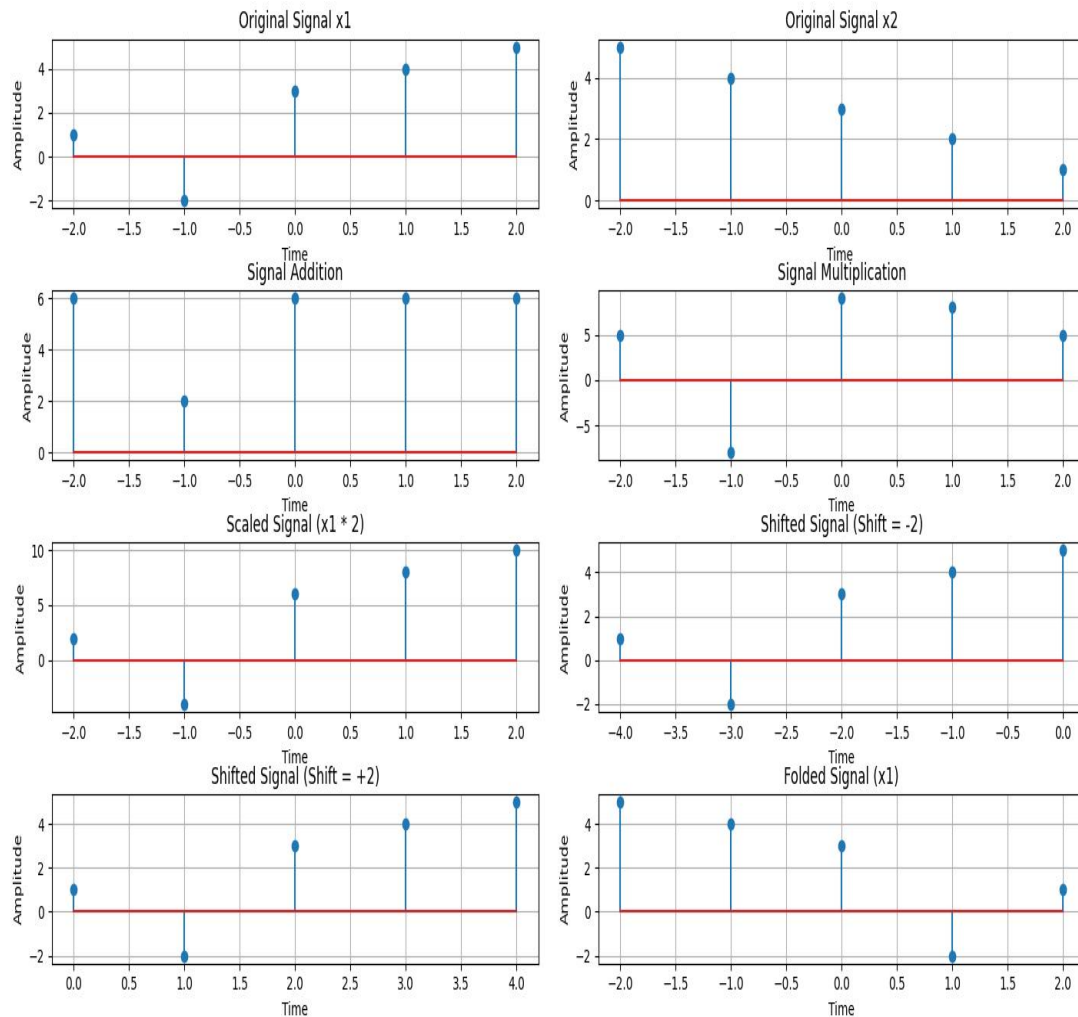 Original Signal x1
Amplitude
4
2
0
−2
−2.0 −1.5 −1.0 −0.5 0.0 0.5 1.0 1.5 2.0
Time
Original Signal x2
Amplitude
4
2
0
−2.0 −1.5 −1.0 −0.5 0.0 0.5 1.0 1.5 2.0
Time
Signal Addition
Amplitude
6
4
2
0
−2.0 −1.5 −1.0 −0.5 0.0 0.5 1.0 1.5 2.0
Time
Signal Multiplication
Amplitude
5
0
−5
−2.0 −1.5 −1.0 −0.5 0.0 0.5 1.0 1.5 2.0
Time
Scaled Signal (x1 * 2)
Amplitude
10
5
0
−2.0 −1.5 −1.0 −0.5 0.0 0.5 1.0 1.5 2.0
Time
Shifted Signal (Shift = -2)
Amplitude
4
2
0
−2
−4.0 −3.5 −3.0 −2.5 −2.0 −0.5 −1.0 −0.5 0.0
Time
Shifted Signal (Shift = +2)
Amplitude
4
2
0
−2
0.0 0.5 1.0 1.5 2.0 2.5 3.0 3.5 4.0
Time
Folded Signal (x1)
Amplitude
4
2
0
−2
−2.0 −1.5 −1.0 −0.5 0.0 0.5 1.0 1.5 2.0
Time